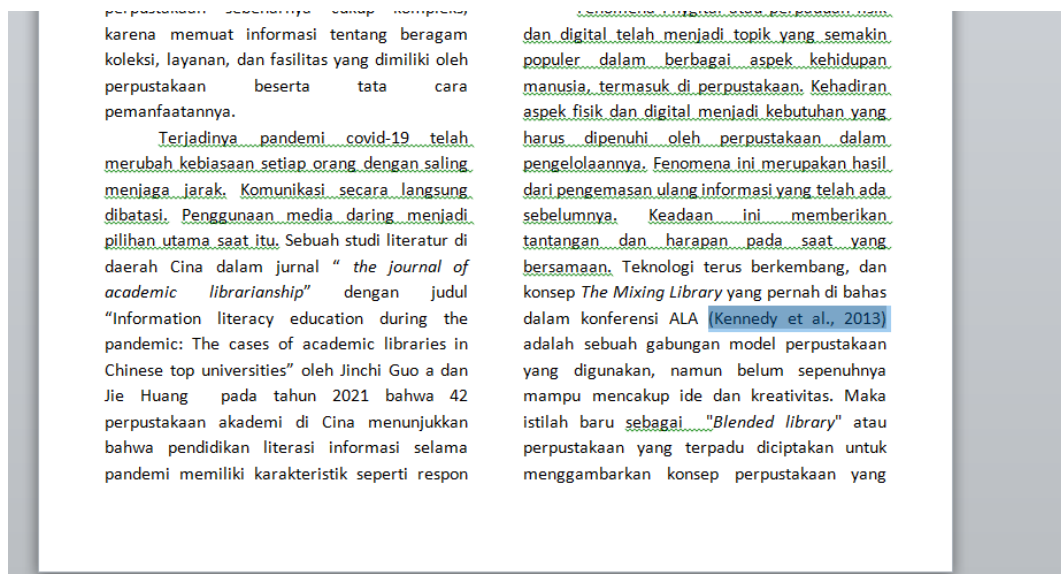 perpustakaan sebenarnya cukup kompleks,
karena memuat informasi tentang beragam
koleksi, layanan, dan fasilitas yang dimiliki oleh
perpustakaan beserta tata cara
pemanfaatannya.
Terjadinya pandemi covid-19 telah
merubah kebiasaan setiap orang dengan saling
menjaga jarak. Komunikasi secara langsung
dibatasi. Penggunaan media daring menjadi
pilihan utama saat itu. Sebuah studi literatur di
daerah Cina dalam jurnal “ the journal of
academic librarianship” dengan judul
“Information literacy education during the
pandemic: The cases of academic libraries in
Chinese top universities” oleh Jinchi Guo a dan
Jie Huang pada tahun 2021 bahwa 42
perpustakaan akademi di Cina menunjukkan
bahwa pendidikan literasi informasi selama
pandemi memiliki karakteristik seperti respon
Fenomena Phygital atau perpaduan fisik
dan digital telah menjadi topik yang semakin
populer dalam berbagai aspek kehidupan
manusia, termasuk di perpustakaan. Kehadiran
aspek fisik dan digital menjadi kebutuhan yang
harus dipenuhi oleh perpustakaan dalam
pengelolaannya. Fenomena ini merupakan hasil
dari pengemasan ulang informasi yang telah ada
sebelumnya. Keadaan ini memberikan
tantangan dan harapan pada saat yang
bersamaan. Teknologi terus berkembang, dan
konsep The Mixing Library yang pernah di bahas
dalam konferensi ALA (Kennedy et al., 2013)
adalah sebuah gabungan model perpustakaan
yang digunakan, namun belum sepenuhnya
mampu mencakup ide dan kreativitas. Maka
istilah baru sebagai "Blended library" atau
perpustakaan yang terpadu diciptakan untuk
menggambarkan konsep perpustakaan yang